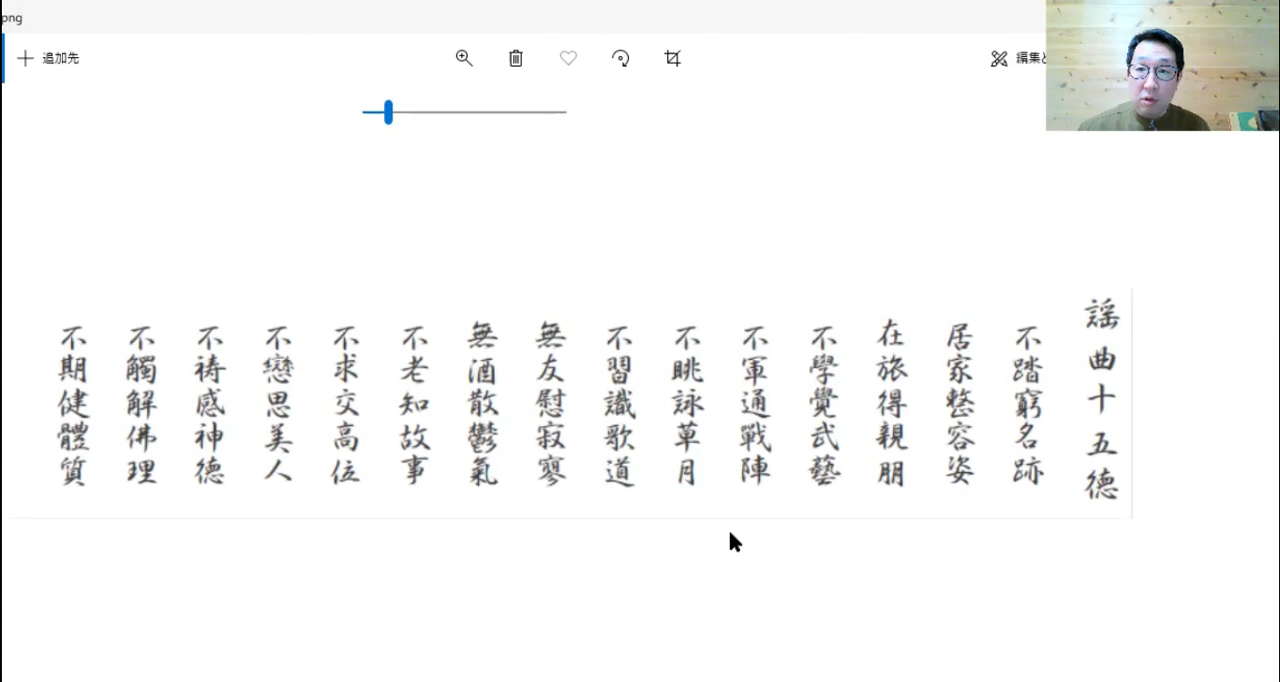 png
追加先
編集と
謡曲十五德
不踏窮名跡
居家整容姿
在旅得親朋
不學覺武藝
不軍通戰陣
不眺詠草月
不習識歌道
無友慰寂寥
無酒散鬱氣
不老知故事
不求交高位
不戀思美人
不祷感神德
不觸解佛理
不期健體質